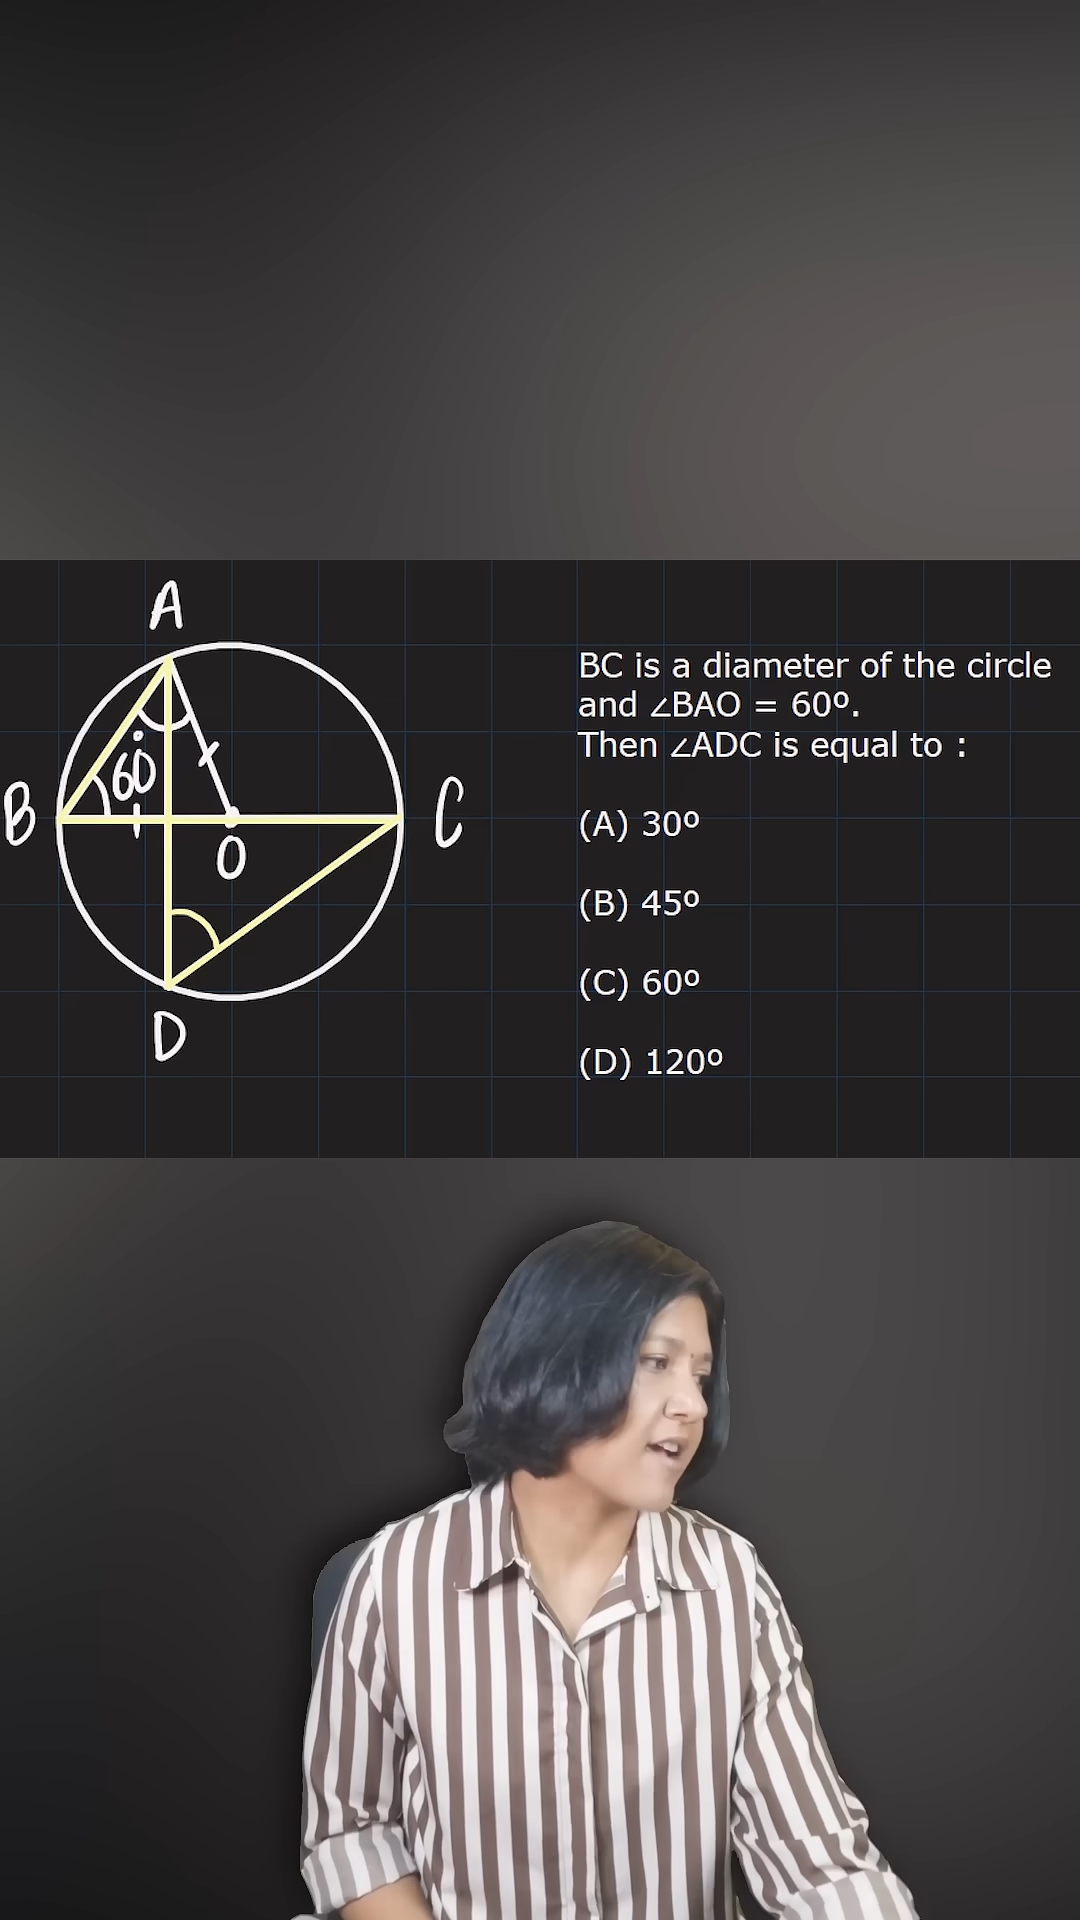 A
60°
B
C
O
D
BC is a diameter of the circle
and ∠BAO = 60º.
Then ∠ADC is equal to :
(A) 30º
(B) 45º
(C) 60º
(D) 120º